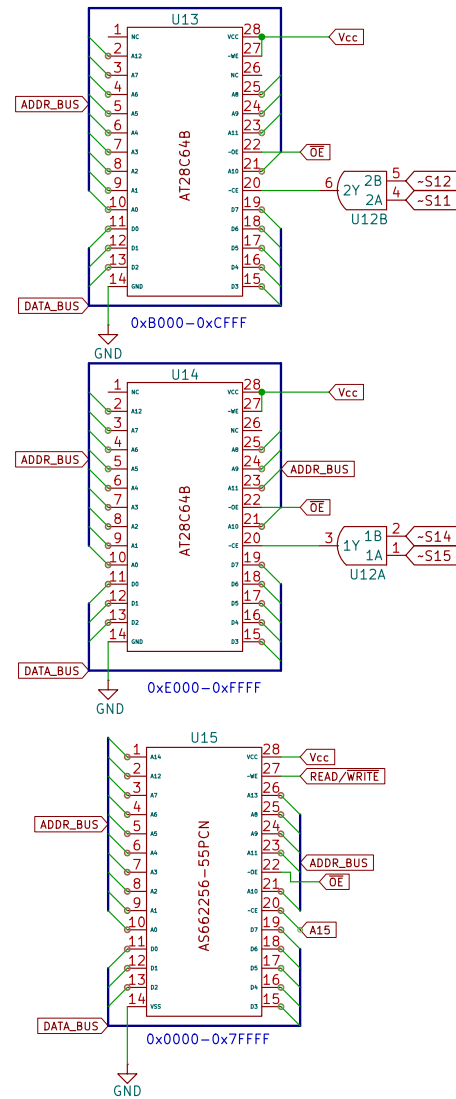 U13
1 NC VCC 28 Vcc
2 A12 ~WE 27
3 A7 NC 26
4 A6 A8 25
ADDR_BUS
5 A5 A9 24
6 A4 A11 23
7 A3 ~OE 22 OE
8 A2 A10 21
9 A1 ~CE 20 6 2Y 2B 5 ~S12
2A 4 ~S11
U12B
10 A0 D7 19
11 D0 D6 18
12 D1 D5 17
13 D2 D4 16
14 GND D3 15
AT28C64B
DATA_BUS
0xB000-0xCFFF
GND
U14
1 NC VCC 28 Vcc
2 A12 ~WE 27
3 A7 NC 26
4 A6 A8 25
ADDR_BUS
5 A5 A9 24 ADDR_BUS
6 A4 A11 23
7 A3 ~OE 22 OE
8 A2 A10 21
9 A1 ~CE 20 3 1Y 1B 2 ~S14
1A 1 ~S15
U12A
10 A0 D7 19
11 D0 D6 18
12 D1 D5 17
13 D2 D4 16
14 GND D3 15
AT28C64B
DATA_BUS
0xE000-0xFFFF
GND
U15
1 A14 VCC 28 Vcc
2 A12 ~WE 27 READ/WRITE
3 A7 A13 26
4 A6 A8 25
ADDR_BUS
5 A5 A9 24
6 A4 A11 23 ADDR_BUS
7 A3 ~OE 22 OE
8 A2 A10 21
9 A1 ~CE 20 A15
10 A0 D7 19
11 D0 D6 18
12 D1 D5 17
13 D2 D4 16
14 VSS D3 15
AS662256-55PCN
DATA_BUS
0x0000-0x7FFFF
GND